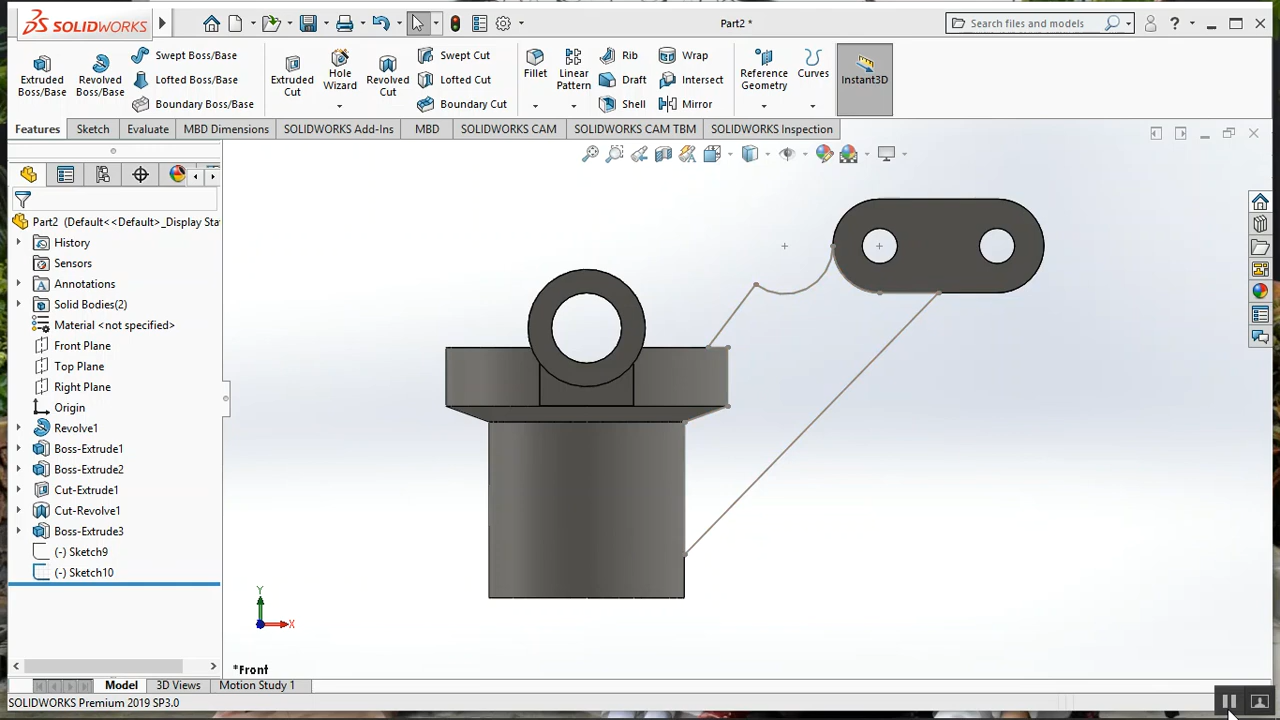 SOLIDWORKS
Part2 *
Search files and models
?
Extruded Boss/Base
Revolved Boss/Base
Swept Boss/Base
Lofted Boss/Base
Boundary Boss/Base
Extruded Cut
Hole Wizard
Revolved Cut
Swept Cut
Lofted Cut
Boundary Cut
Fillet
Linear Pattern
Rib
Draft
Shell
Wrap
Intersect
Mirror
Reference Geometry
Curves
Instant3D
Features
Sketch
Evaluate
MBD Dimensions
SOLIDWORKS Add-Ins
MBD
SOLIDWORKS CAM
SOLIDWORKS CAM TBM
SOLIDWORKS Inspection
Part2 (Default<<Default>_Display Sta
History
Sensors
Annotations
Solid Bodies(2)
Material <not specified>
Front Plane
Top Plane
Right Plane
Origin
Revolve1
Boss-Extrude1
Boss-Extrude2
Cut-Extrude1
Cut-Revolve1
Boss-Extrude3
(-) Sketch9
(-) Sketch10
Y
X
*Front
Model
3D Views
Motion Study 1
SOLIDWORKS Premium 2019 SP3.0